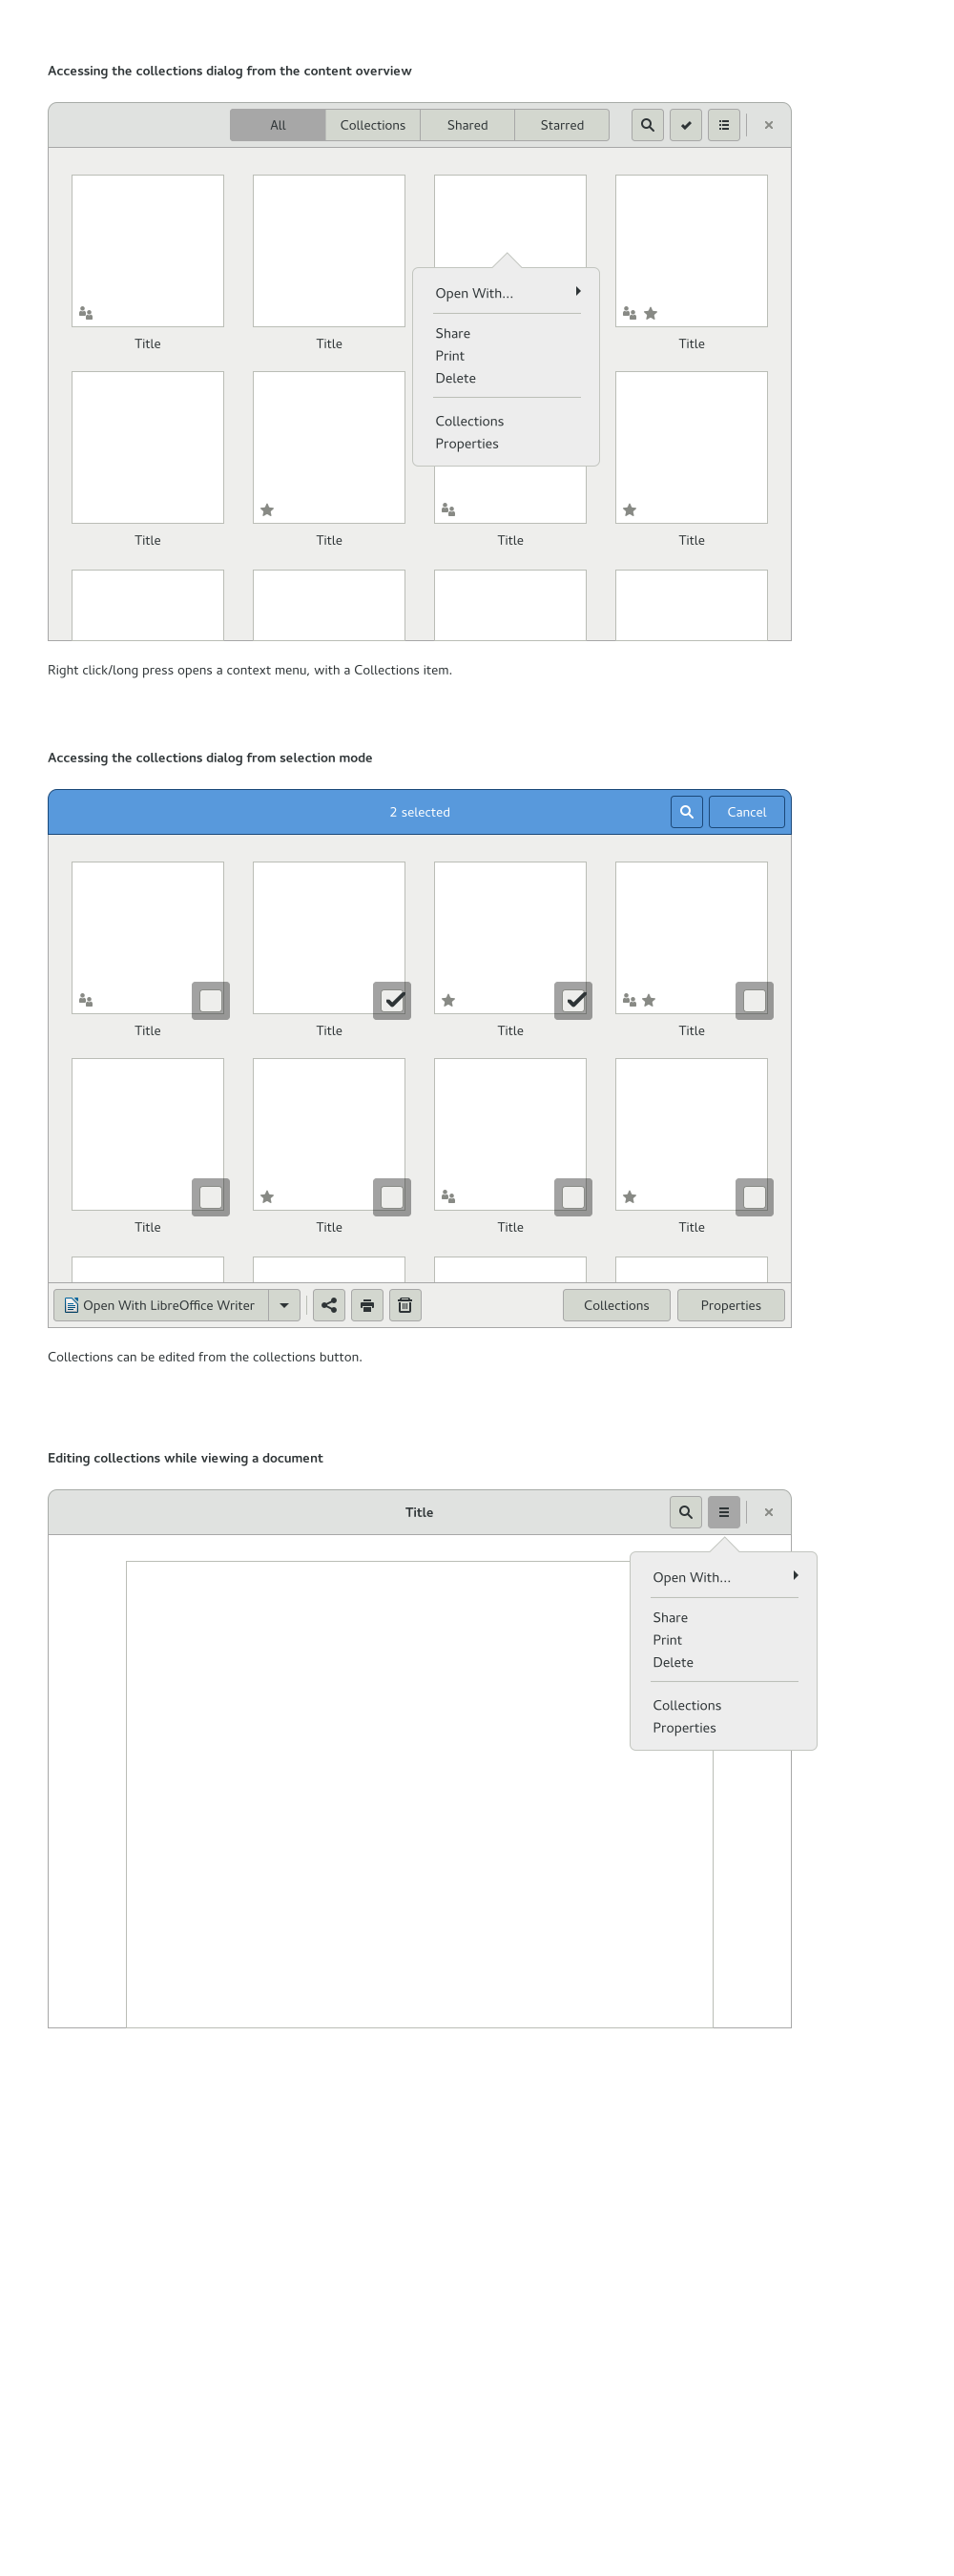 Accessing the collections dialog from the content overview
All Collections Shared Starred
Open With...
Title Title Title
Share
Print
Delete
Collections
Properties
Title Title Title Title
Right click/long press opens a context menu, with a Collections item.
Accessing the collections dialog from selection mode
2 selected Cancel
Title Title Title Title
Title Title Title Title
Open With LibreOffice Writer Collections Properties
Collections can be edited from the collections button.
Editing collections while viewing a document
Title
Open With...
Share
Print
Delete
Collections
Properties